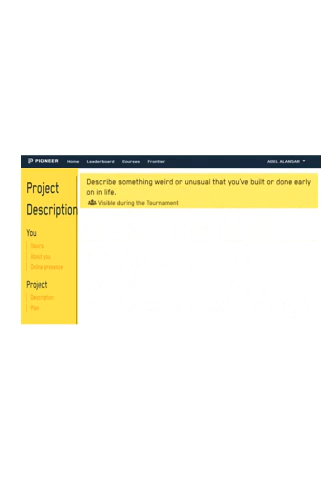 PIONEER
Home Leaderboard Courses Frontier
ADEL ALANSAR
Project
Description
You
Basics
About you
Online presence
Project
Description
Plan
Describe something weird or unusual that you've built or done early
on in life.
Visible during the Tournament